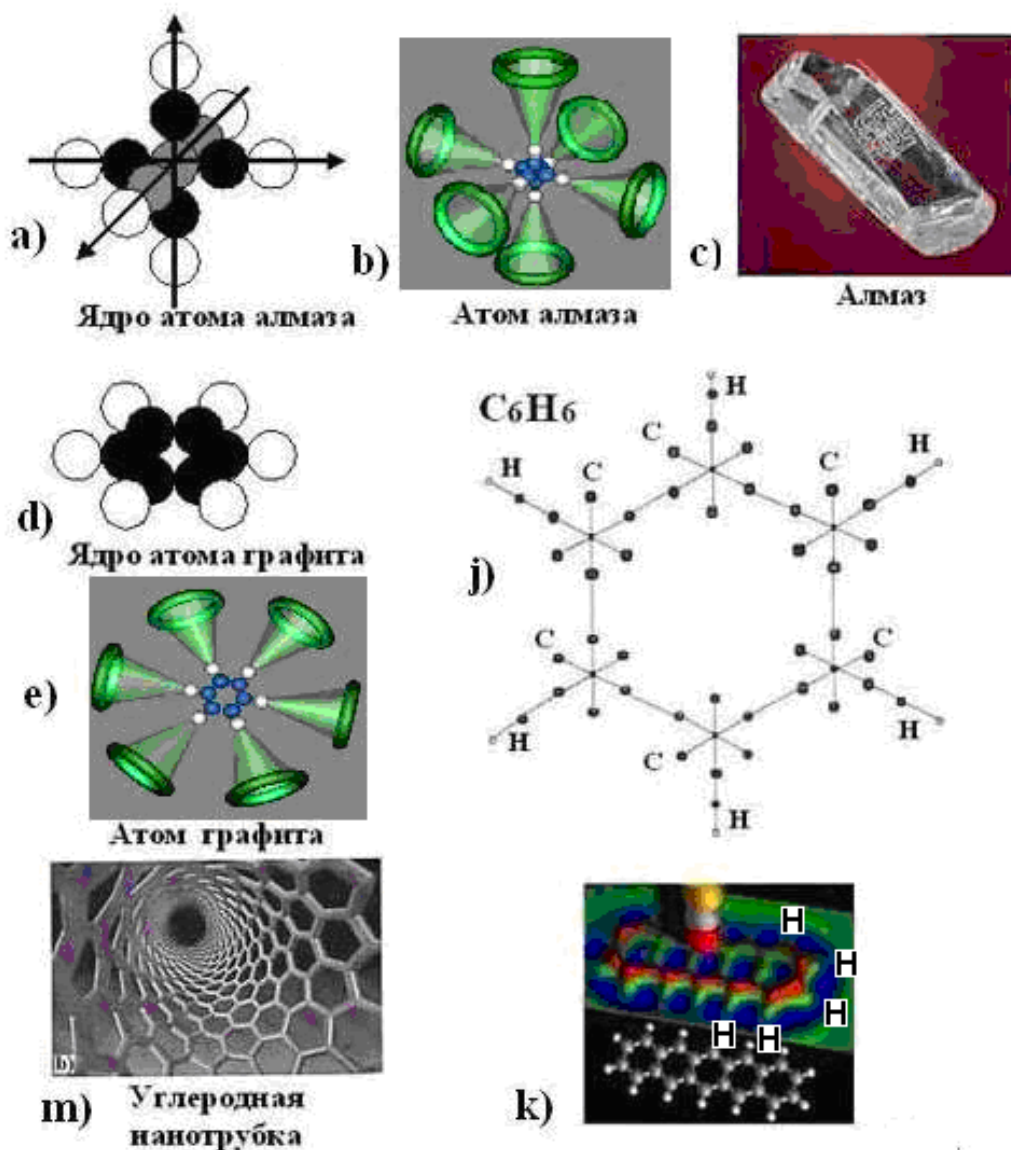 a)
Ядро атома алмаза
b)
Атом алмаза
c)
Алмаз
d)
Ядро атома графита
e)
Атом графита
C₆H₆
j)
H
C
H
C
C
H
C
C
H
C
H
H
b)
m)
Углеродная
нанотрубка
H
H
H
H
H
k)